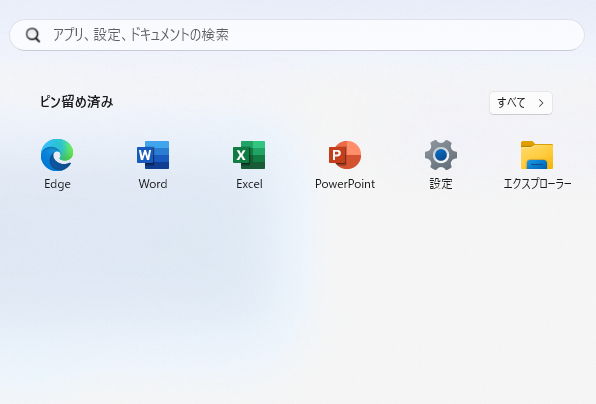 アプリ、設定、ドキュメントの検索
ピン留め済み
すべて
Edge
Word
Excel
PowerPoint
設定
エクスプローラー